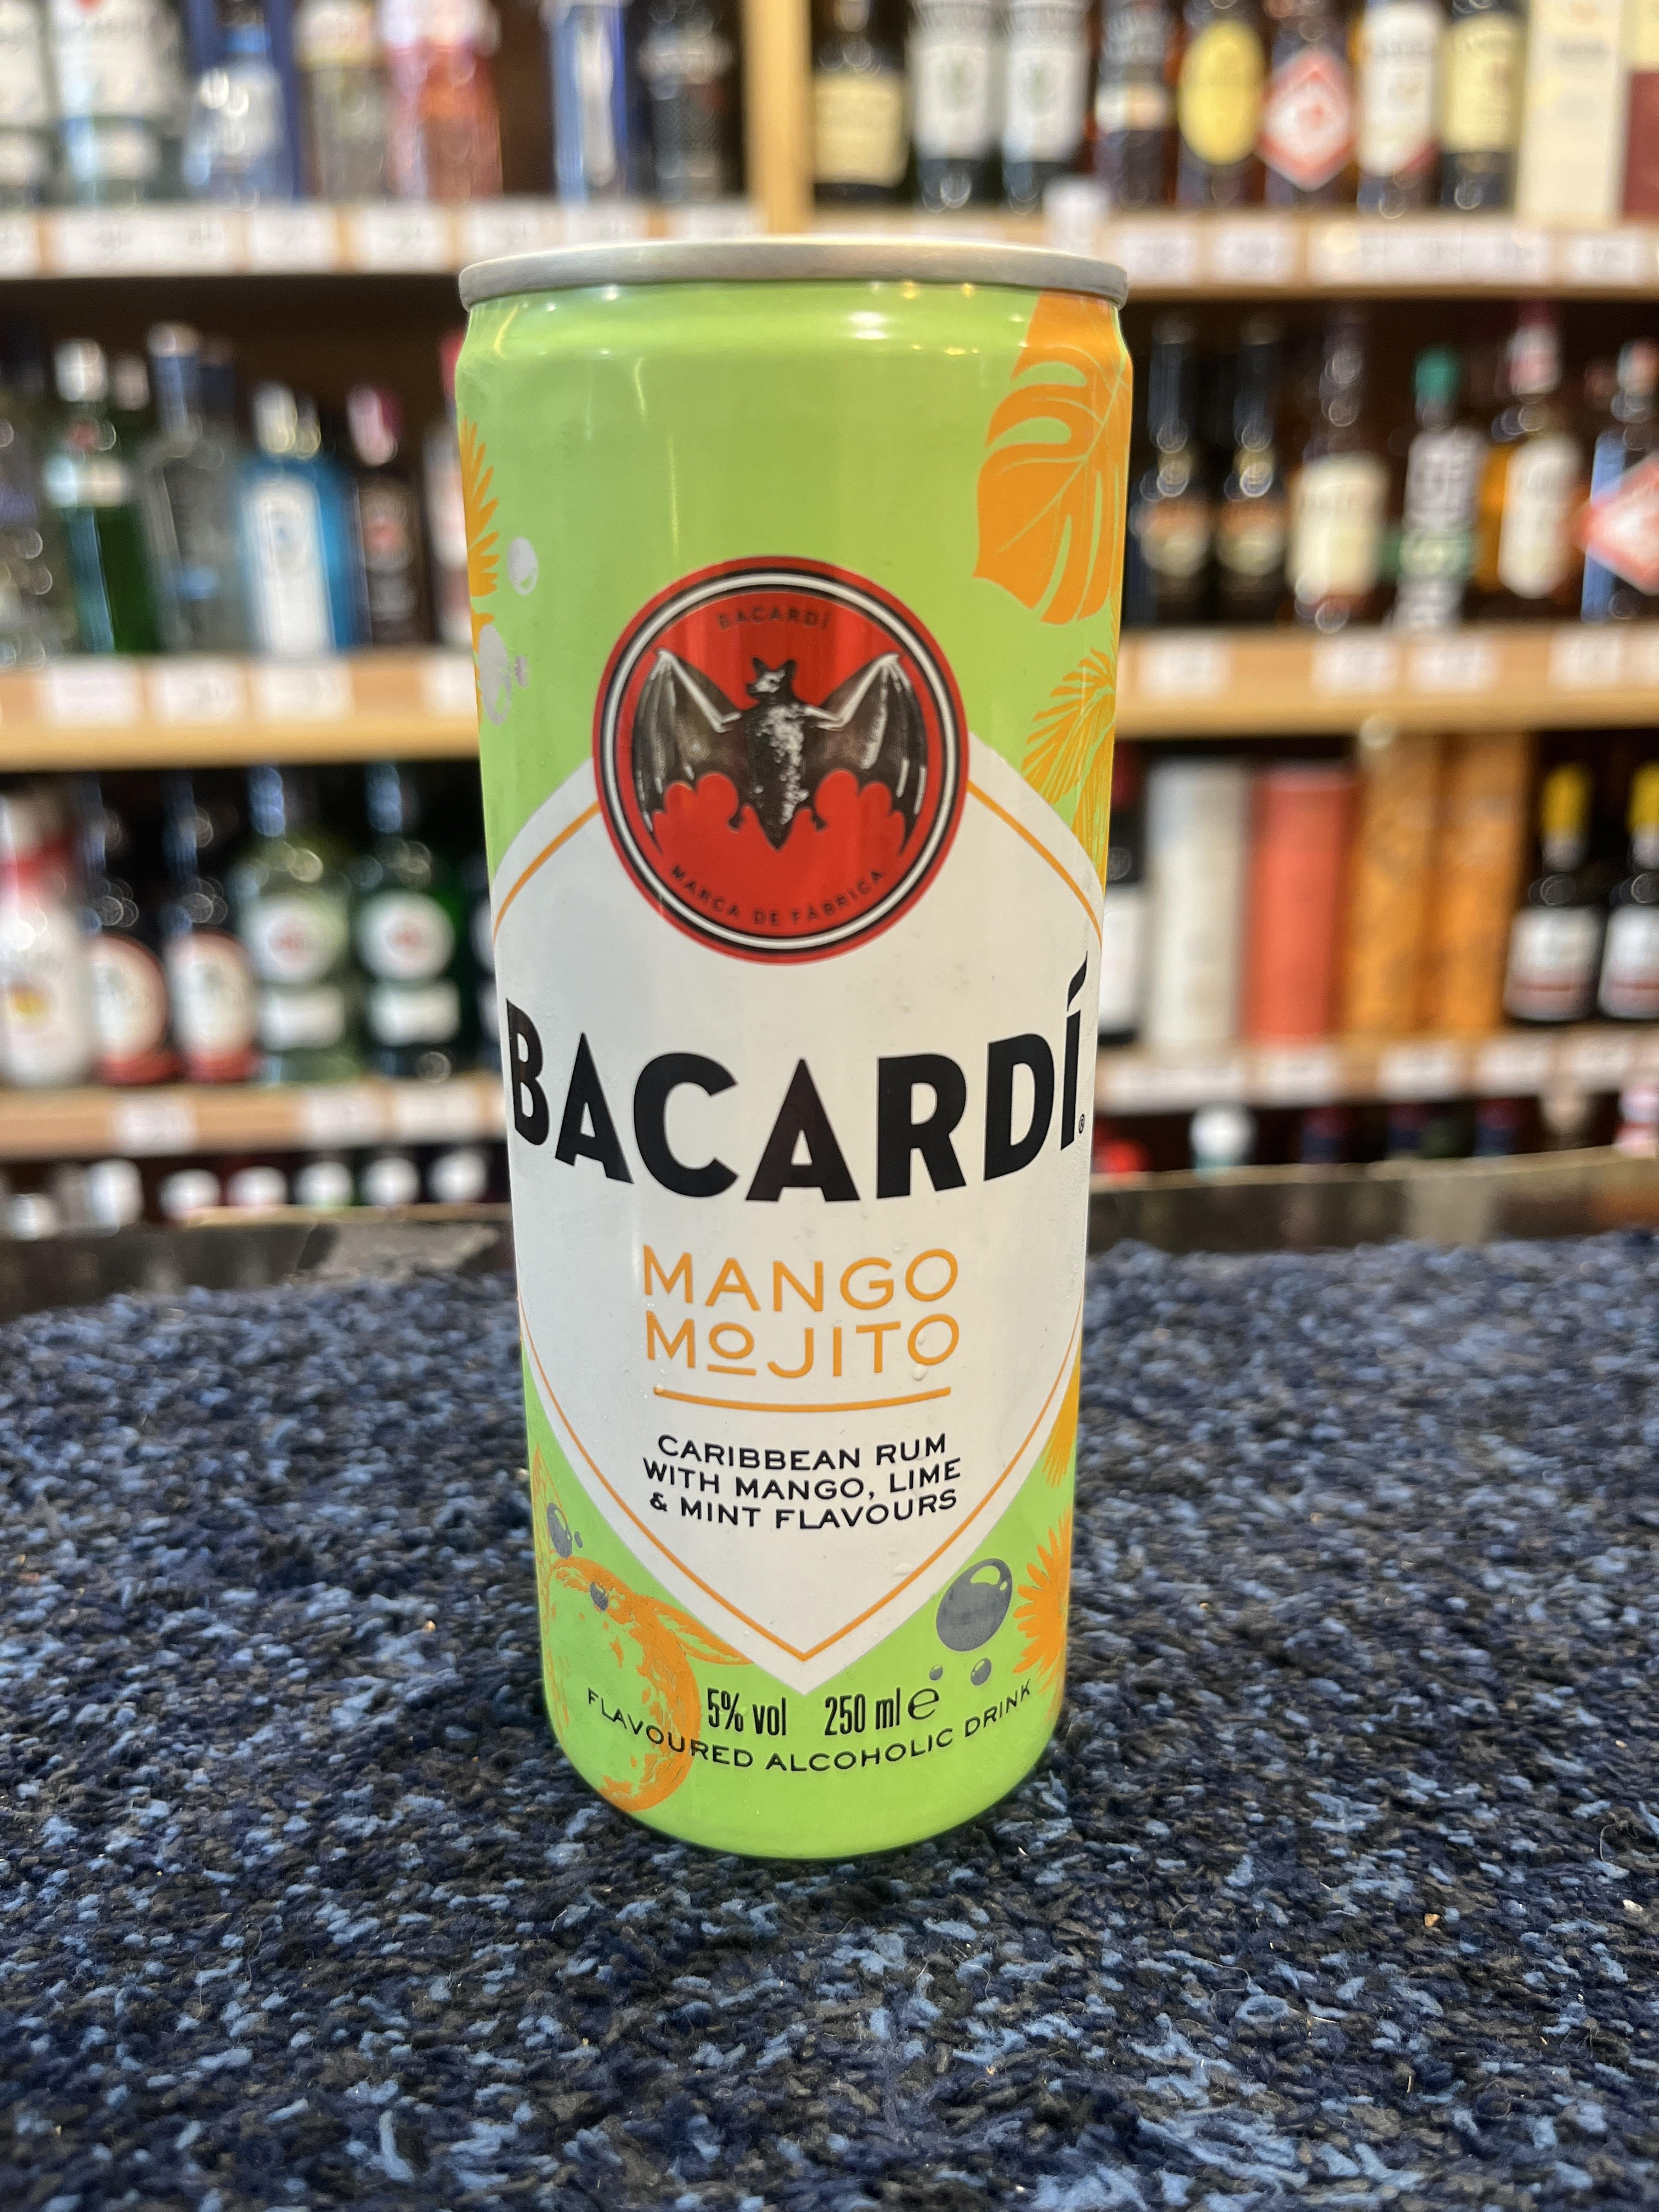 BACARDÍ
MARCA DE FÁBRICA
BACARDÍ®
MANGO
MOJITO
CARIBBEAN RUM
WITH MANGO, LIME
& MINT FLAVOURS
5% vol 250 ml ℮
FLAVOURED ALCOHOLIC DRINK